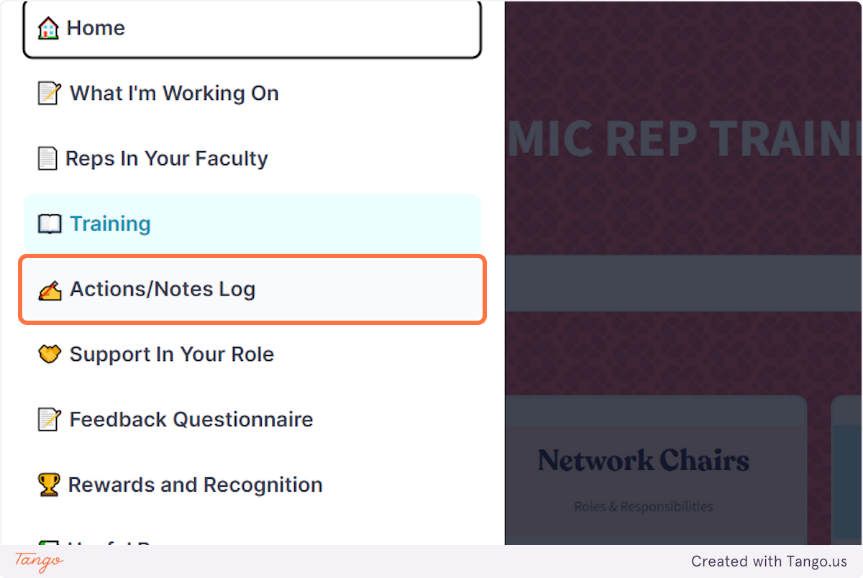 Home
What I'm Working On
Reps In Your Faculty
Training
Actions/Notes Log
Support In Your Role
Feedback Questionnaire
Rewards and Recognition
MIC REP TRAIN
Network Chairs
Roles & Responsibilities
Tango
Created with Tango.us